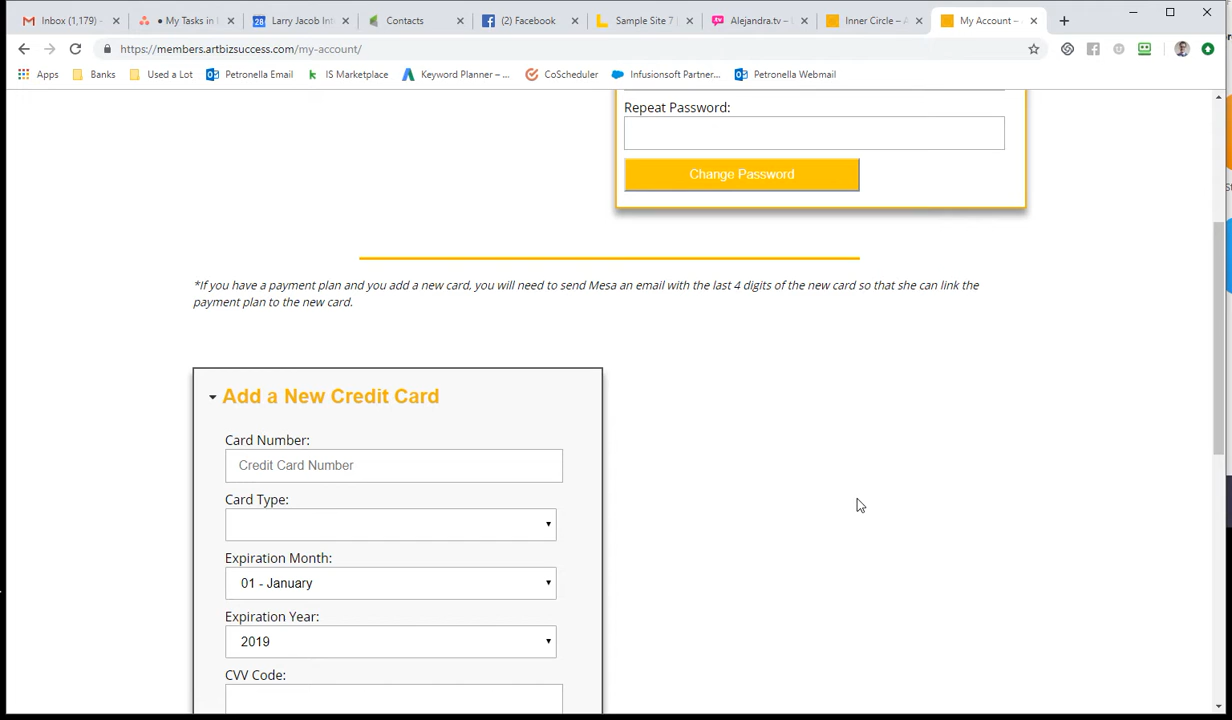 Inbox (1,179)
My Tasks in
28
Larry Jacob Int
Contacts
(2) Facebook
Sample Site 7 |
Alejandra.tv –
Inner Circle – A
My Account –
https://members.artbizsuccess.com/my-account/
Apps
Banks
Used a Lot
Petronella Email
IS Marketplace
Keyword Planner – ...
CoScheduler
Infusionsoft Partner...
Petronella Webmail
Repeat Password:
Change Password
*If you have a payment plan and you add a new card, you will need to send Mesa an email with the last 4 digits of the new card so that she can link the
payment plan to the new card.
Add a New Credit Card
Card Number:
Credit Card Number
Card Type:
Expiration Month:
01 - January
Expiration Year:
2019
CVV Code: